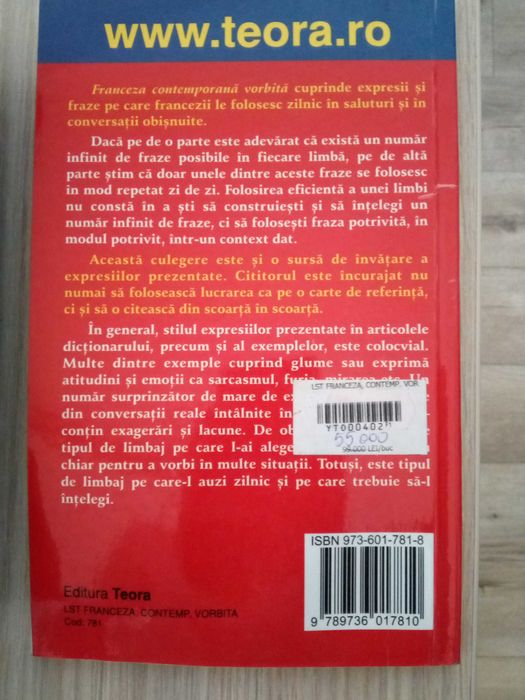 www.teora.ro
Franceza contemporană vorbită cuprinde expresii și
fraze pe care francezii le folosesc zilnic în saluturi și în
conversații obișnuite.
Dacă pe de o parte este adevărat că există un număr
infinit de fraze posibile în fiecare limbă, pe de altă
parte știm că doar unele dintre aceste fraze se folosesc
în mod repetat zi de zi. Folosirea eficientă a unei limbi
nu constă în a ști să construiești și să înțelegi un
număr infinit de fraze, ci să folosești fraza potrivită, în
modul potrivit, într-un context dat.
Această culegere este și o sursă de învățare a
expresiilor prezentate. Cititorul este încurajat nu
numai să folosească lucrarea ca pe o carte de referință,
ci și să o citească din scoarță în scoarță.
În general, stilul expresiilor prezentate în articolele
dicționarului, precum și al exemplelor, este colocvial.
Multe dintre exemple cuprind glume sau exprimă
atitudini și emoții ca sarcasmul, furia, mirarea etc. Un
număr surprinzător de mare de
din conversații reale întâlnite
conțin exagerări și lacune. De
tipul de limbaj pe care l-ai alege
chiar pentru a vorbi în multe situații. Totuși, este tipul
de limbaj pe care-l auzi zilnic și pe care trebuie să-l
înțelegi.
LST FRANCEZA, CONTEMP. VOR.
YT000402
55000
99.000 LEI/buc
ISBN 973-601-781-8
9 789736 017810
Editura Teora
LST FRANCEZA, CONTEMP. VORBITA
Cod: 781